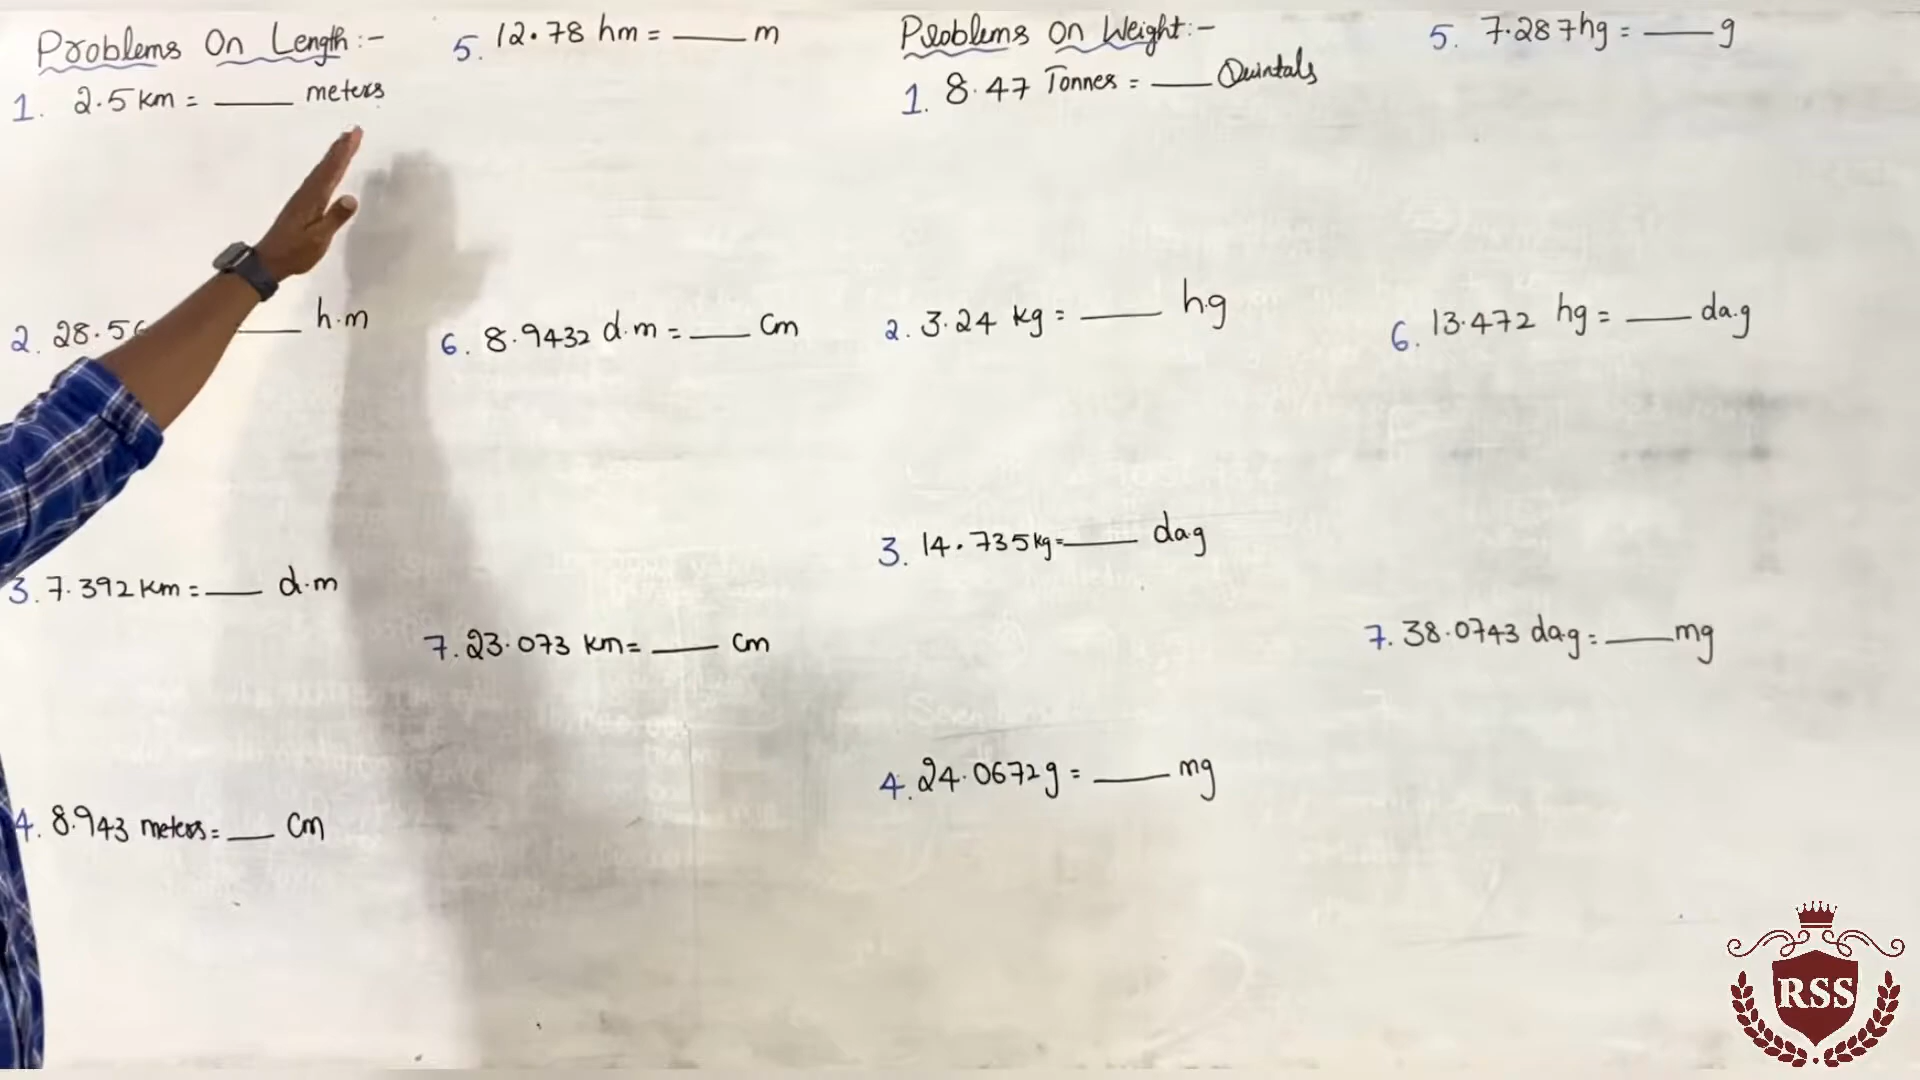 Problems On Length:-
1. 2.5 km = ____ meters
2. 28.56 ____ h.m
3. 7.392 km = ____ d.m
4. 8.943 meters = ____ cm
5. 12.78 hm = ____ m
6. 8.9432 d.m = ____ cm
7. 23.073 km = ____ cm
Problems On Weight:-
1. 8.47 Tonnes = ____ Quintals
2. 3.24 kg = ____ h.g
3. 14.735 kg = ____ da.g
4. 24.0672 g = ____ mg
5. 7.287 hg = ____ g
6. 13.472 hg = ____ da.g
7. 38.0743 da.g = ____ mg
RSS